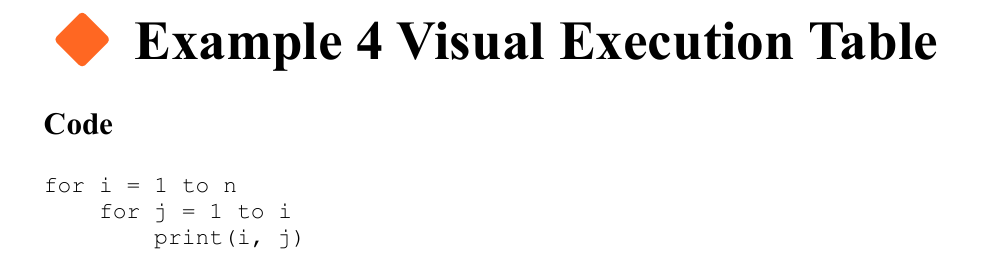 Example 4 Visual Execution Table
Code
for i = 1 to n
    for j = 1 to i
        print(i, j)